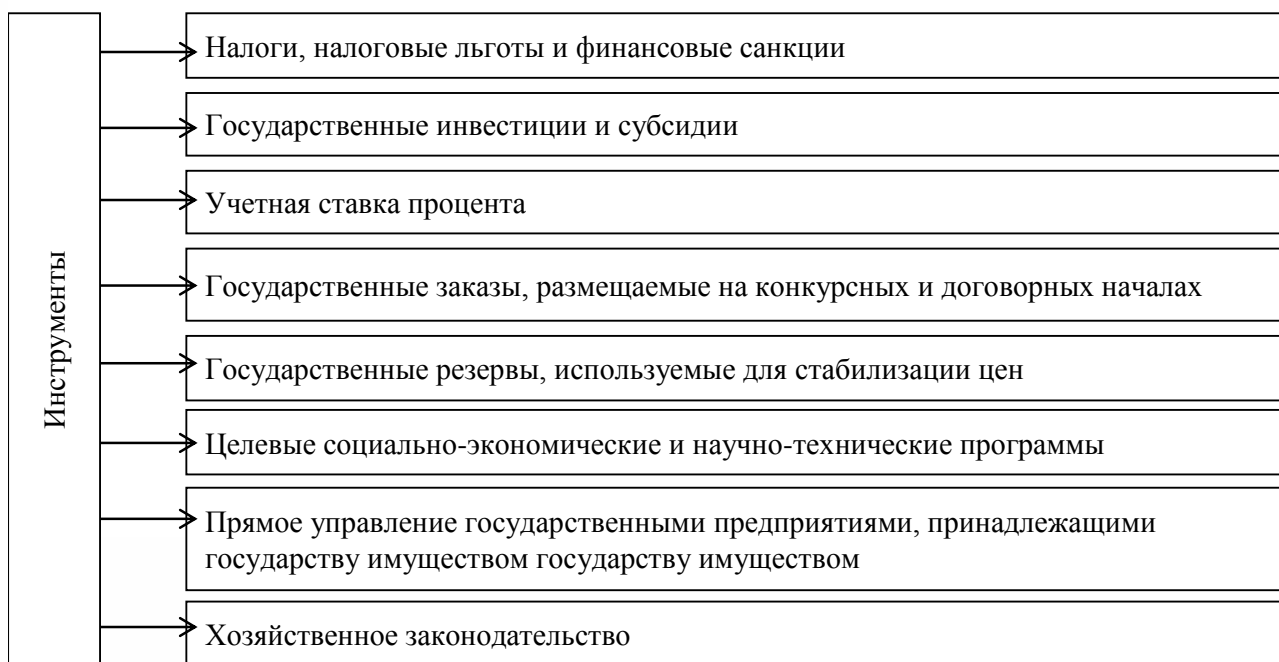 Инструменты
Налоги, налоговые льготы и финансовые санкции
Государственные инвестиции и субсидии
Учетная ставка процента
Государственные заказы, размещаемые на конкурсных и договорных началах
Государственные резервы, используемые для стабилизации цен
Целевые социально-экономические и научно-технические программы
Прямое управление государственными предприятиями, принадлежащими
государству имуществом государству имуществом
Хозяйственное законодательство